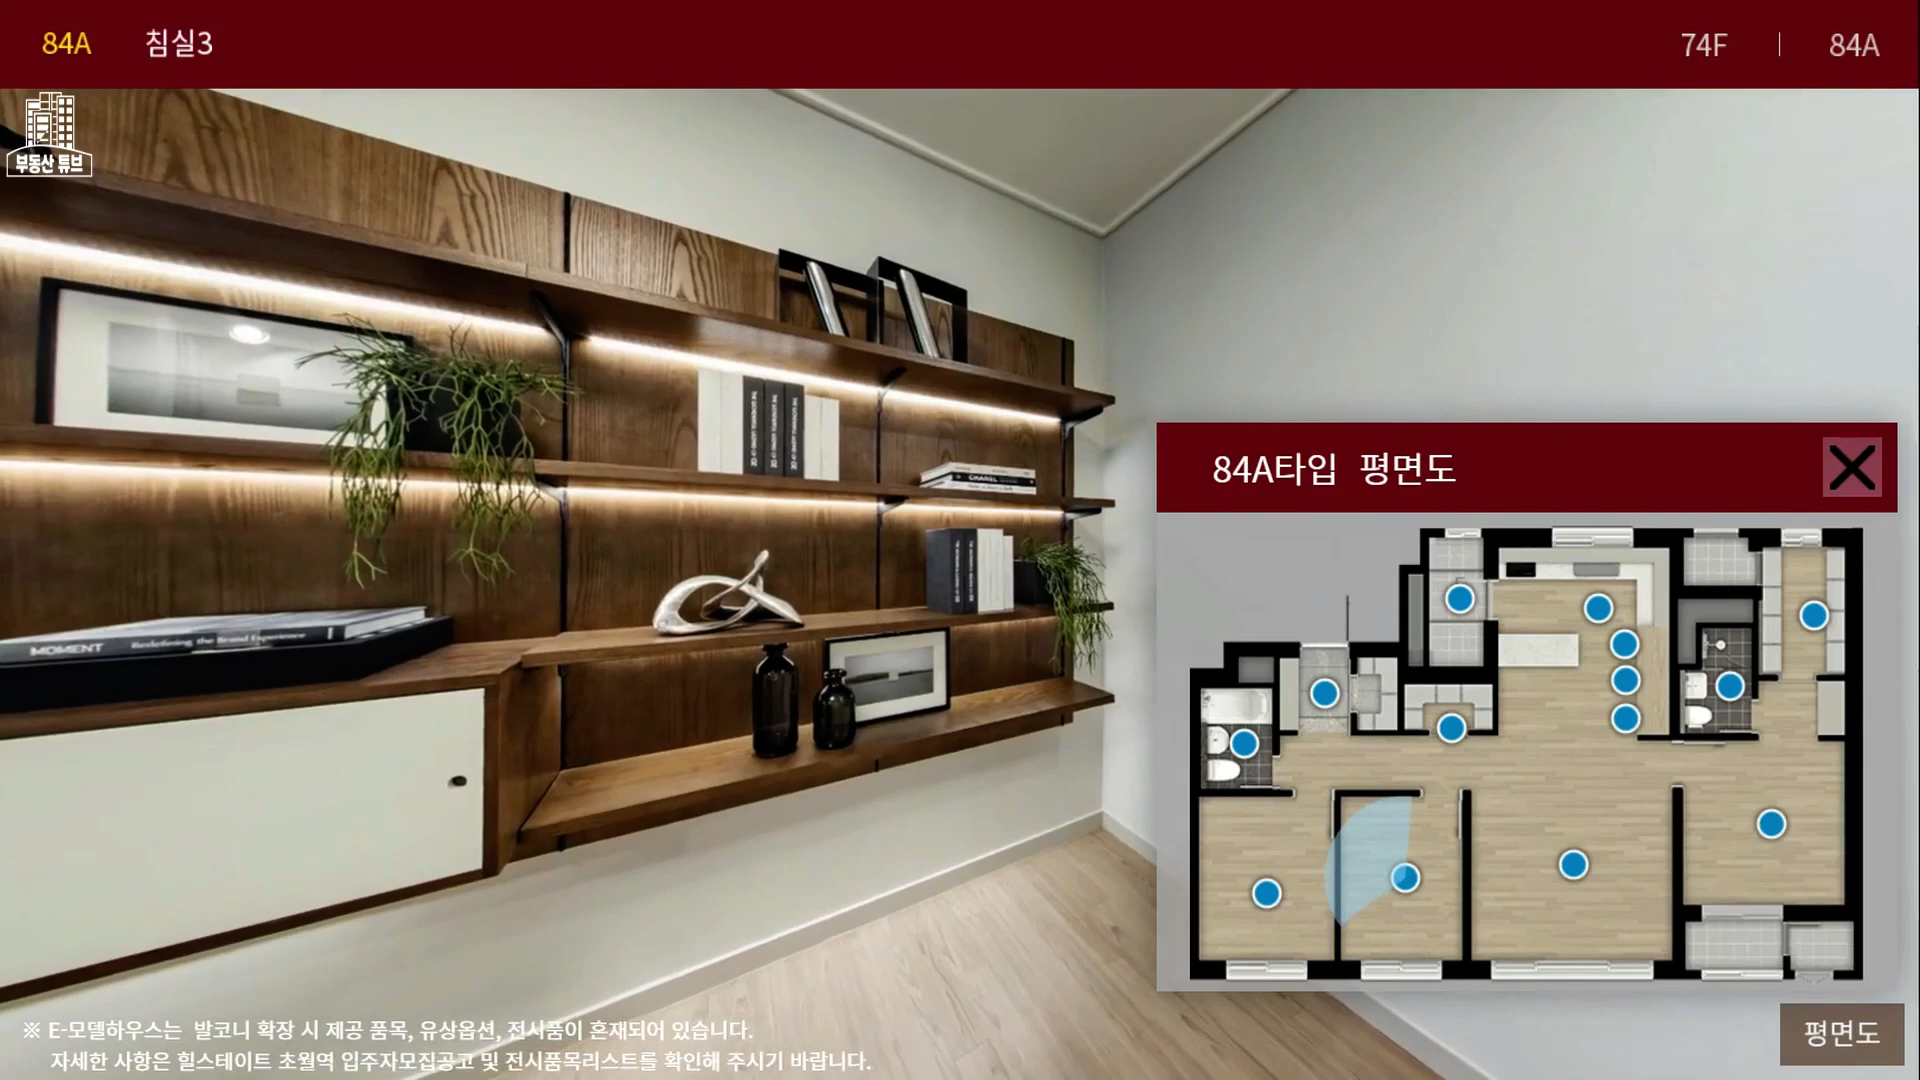 84A 침실3 74F 84A
부동산 튜브
CHANEL
MOMENT Redefining the Brand Experience
84A타입 평면도
※ E-모델하우스는 발코니 확장 시 제공 품목, 유상옵션, 전시품이 혼재되어 있습니다.
자세한 사항은 힐스테이트 초월역 입주자모집공고 및 전시품목리스트를 확인해 주시기 바랍니다.
평면도